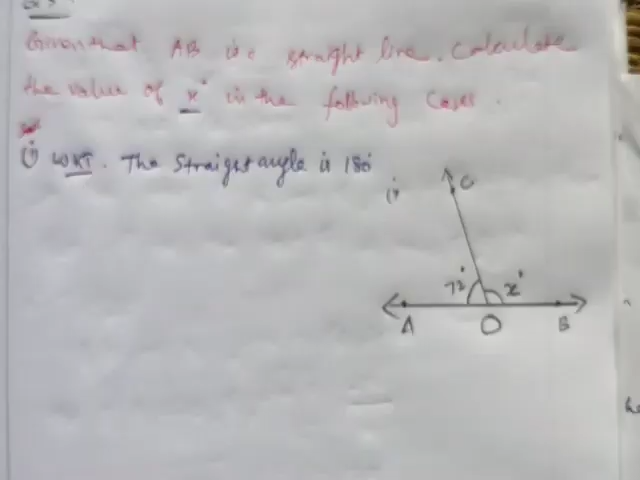 Given that AB is a straight line. Calculate
the value of x° in the following cases.
(i) WKT. The Straight angle is 180°
(i)
C
72°
x°
A
O
B